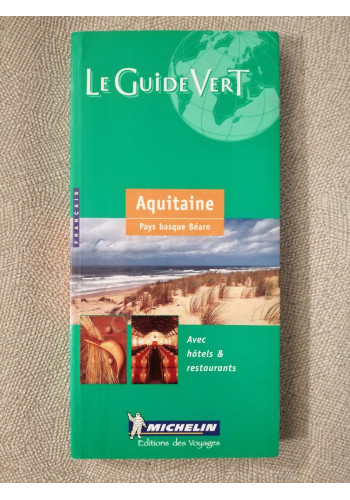 LE GUIDE VERT
Aquitaine
Pays basque Béarn
FRANÇAIS
Avec
hôtels &
restaurants
MICHELIN
Editions des Voyages